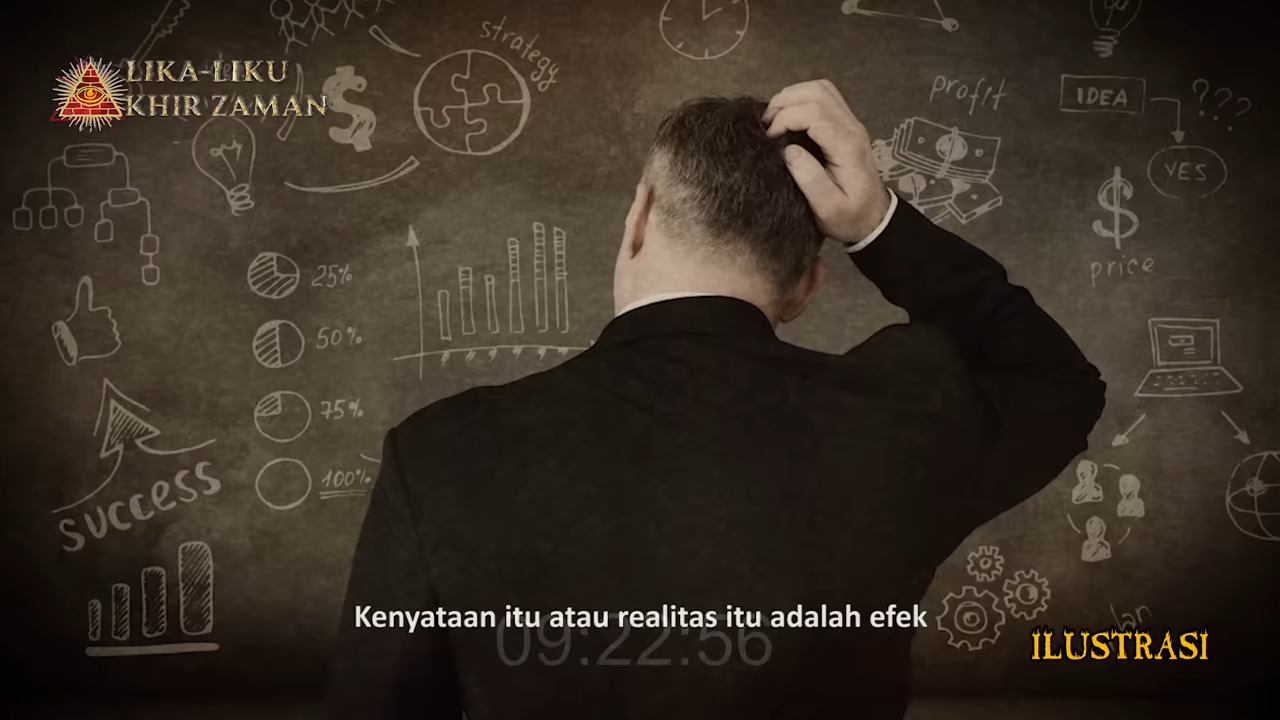 LIKA-LIKU
KHIR ZAMAN
strategy
profit
IDEA
???
YES
price
25%
50%
75%
100%
success
Kenyataan itu atau realitas itu adalah efek
09:22:56
ILUSTRASI